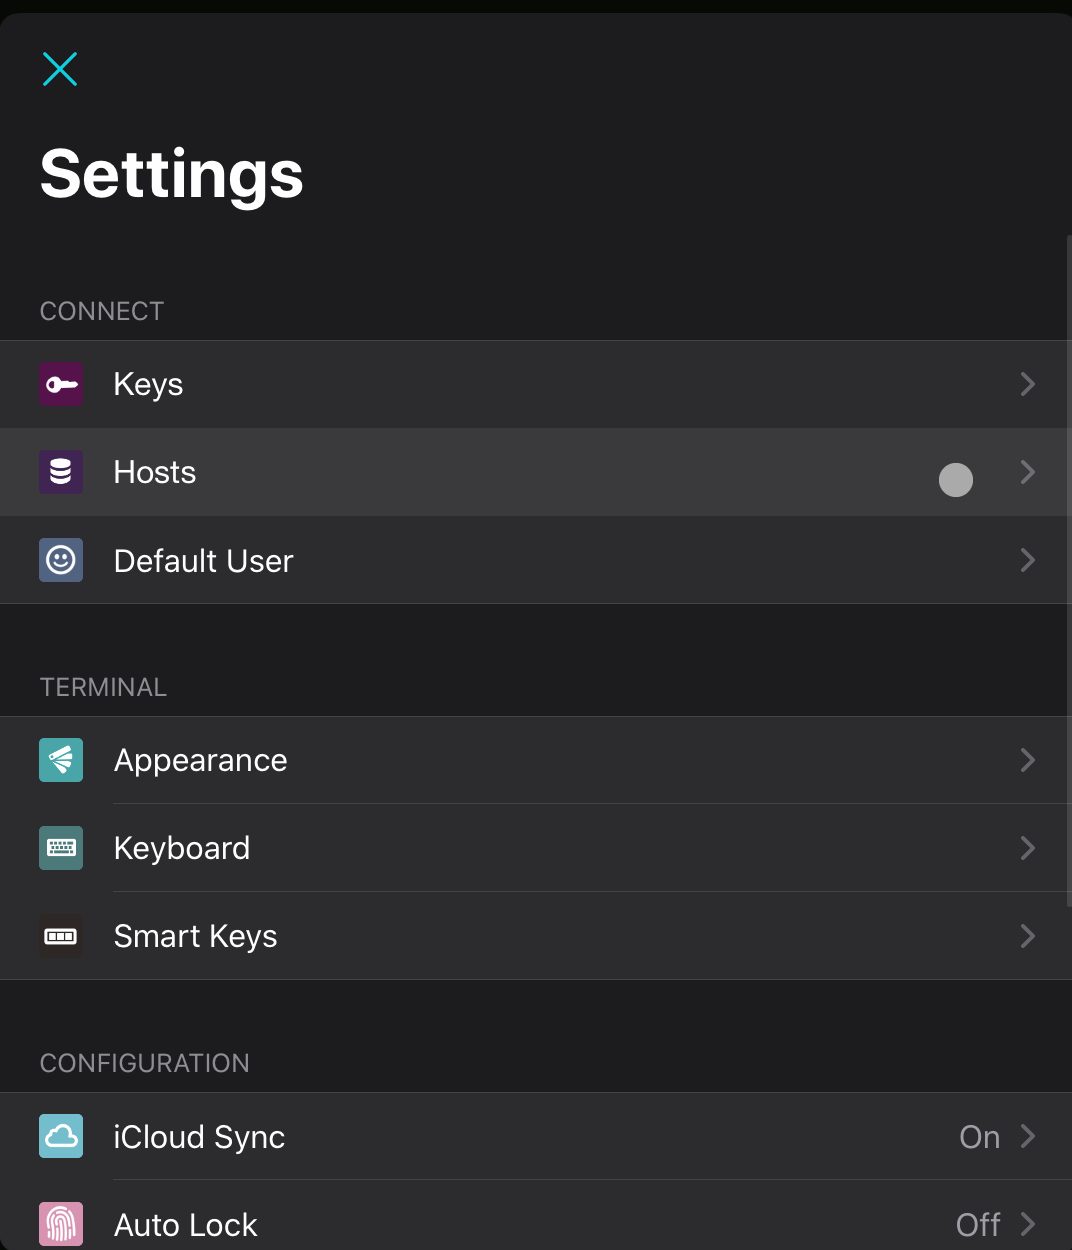 Settings
CONNECT
Keys
Hosts
Default User
TERMINAL
Appearance
Keyboard
Smart Keys
CONFIGURATION
iCloud Sync On
Auto Lock Off